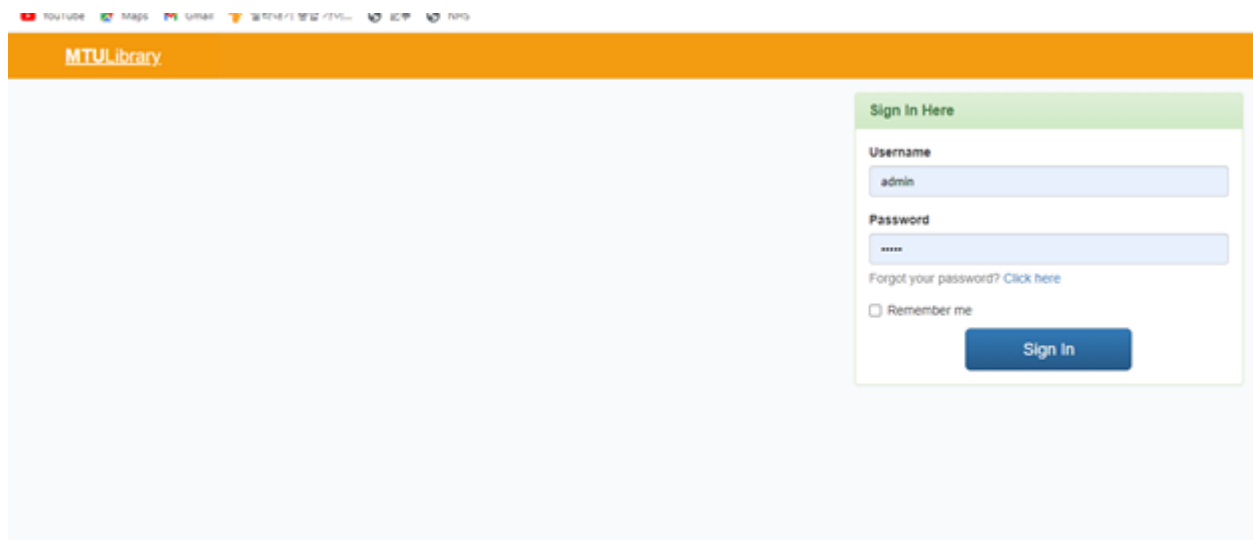 YouTube Maps Gmail NPS
MTULibrary
Sign In Here
Username
admin
Password
•••••
Forgot your password? Click here
Remember me
Sign In